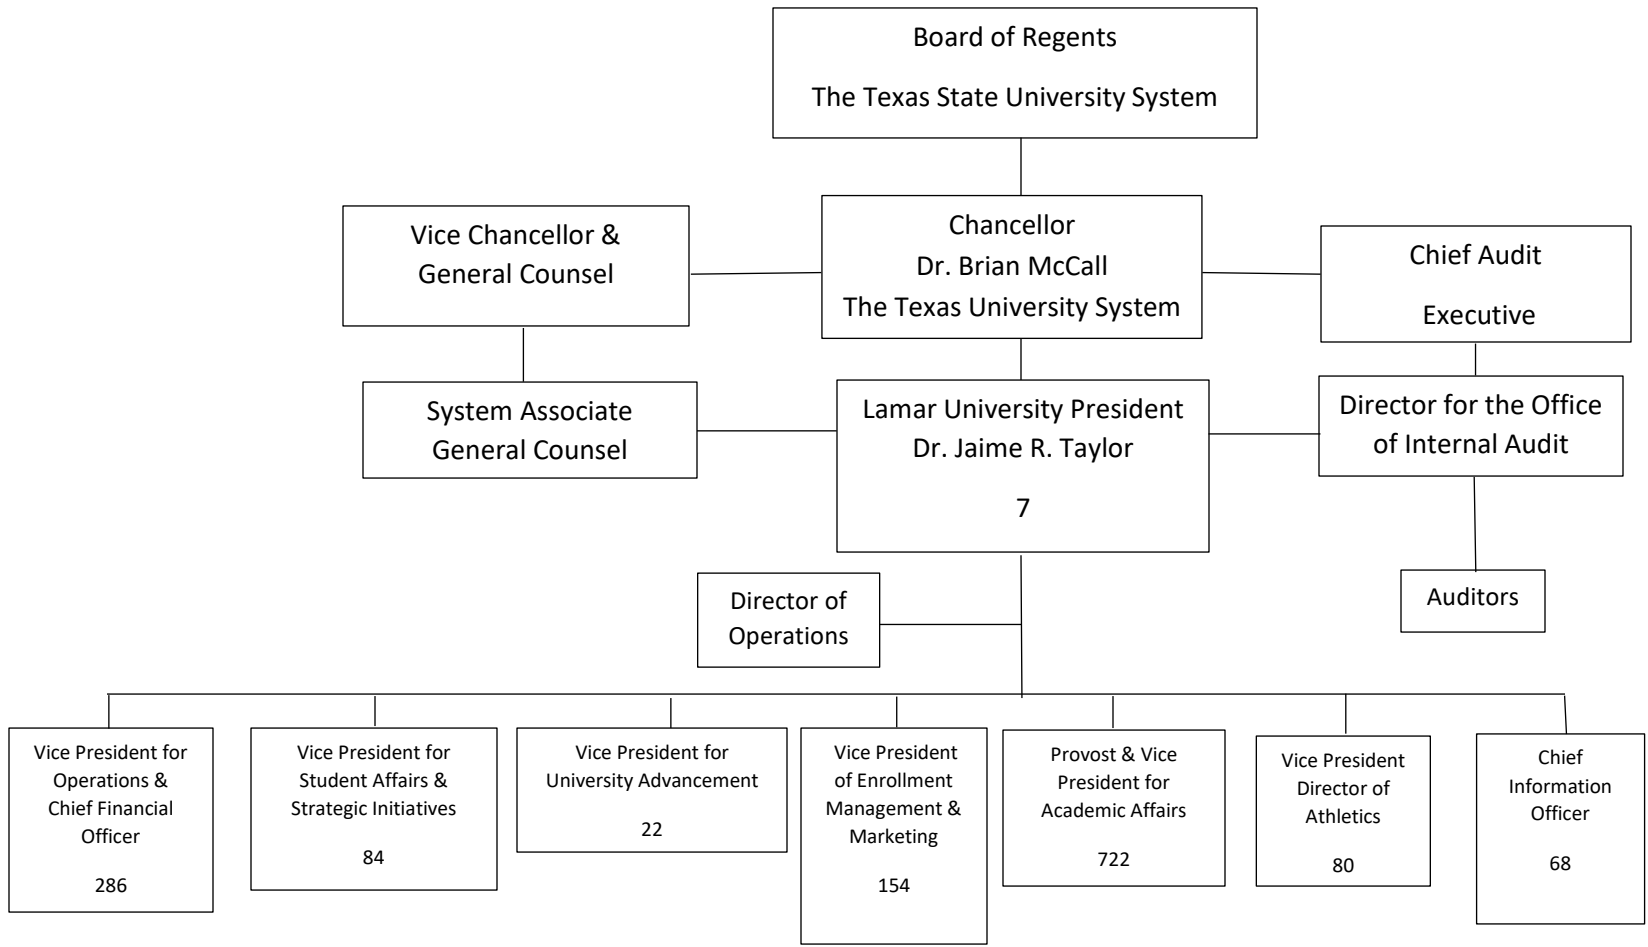 Board of Regents
The Texas State University System
Vice Chancellor &
General Counsel
Chancellor
Dr. Brian McCall
The Texas University System
Chief Audit
Executive
System Associate
General Counsel
Lamar University President
Dr. Jaime R. Taylor
7
Director for the Office
of Internal Audit
Director of
Operations
Auditors
Vice President for
Operations &
Chief Financial
Officer
286
Vice President for
Student Affairs &
Strategic Initiatives
84
Vice President for
University Advancement
22
Vice President
of Enrollment
Management &
Marketing
154
Provost & Vice
President for
Academic Affairs
722
Vice President
Director of
Athletics
80
Chief
Information
Officer
68